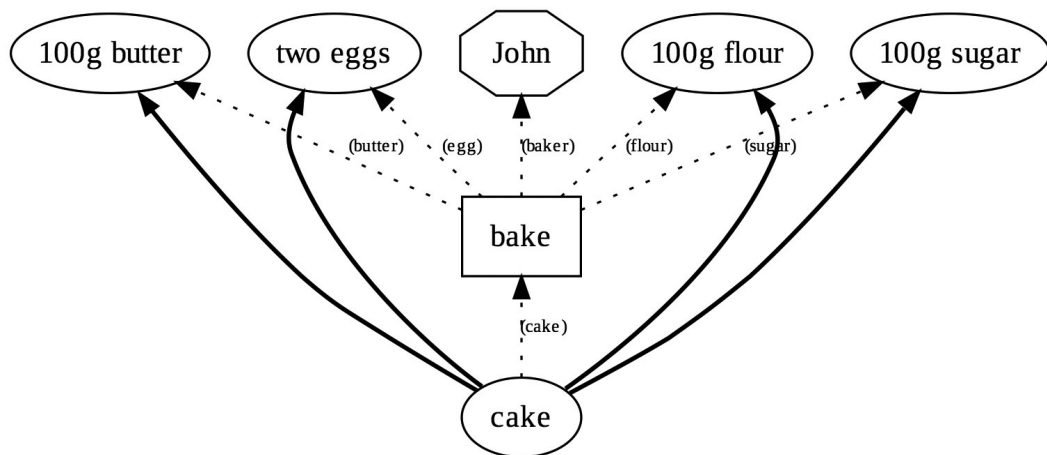 100g butter
two eggs
John
100g flour
100g sugar
(butter)
(egg)
(baker)
(flour)
(sugar)
bake
(cake)
cake